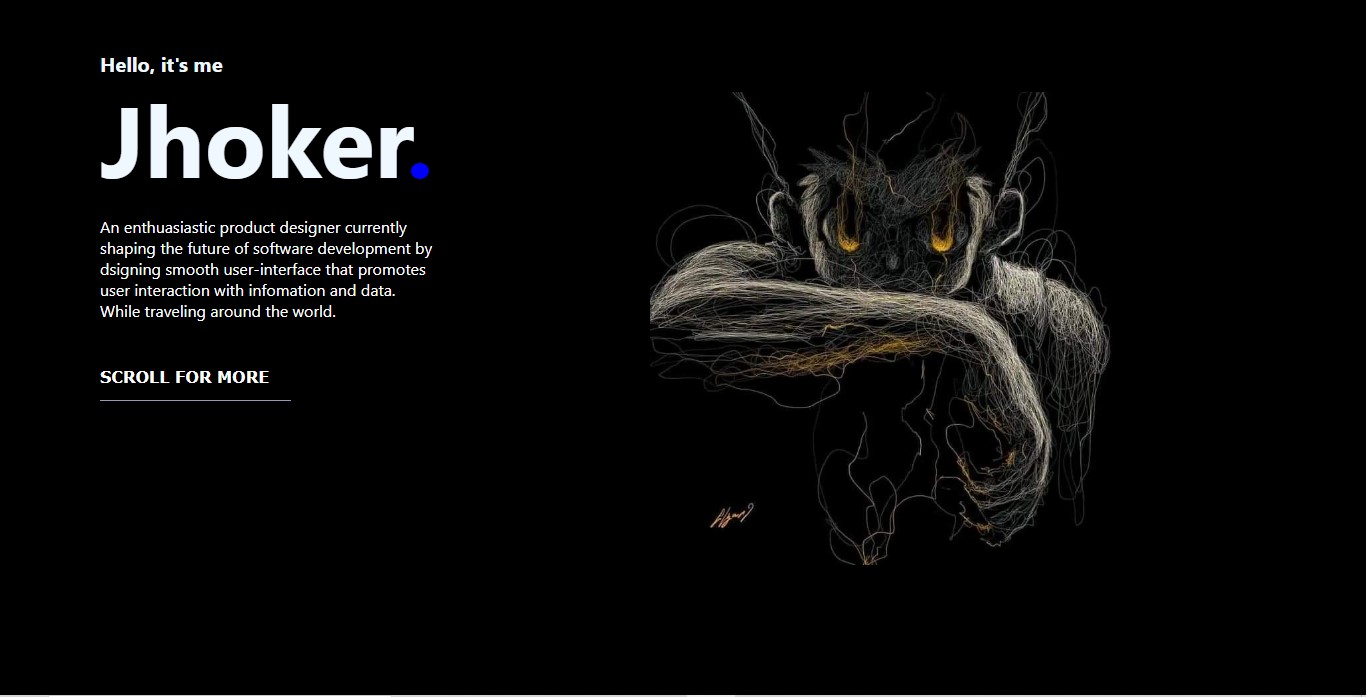 Hello, it's me
Jhoker.
An enthusiastic product designer currently
shaping the future of software development by
dsigning smooth user-interface that promotes
user interaction with infomation and data.
While traveling around the world.
SCROLL FOR MORE